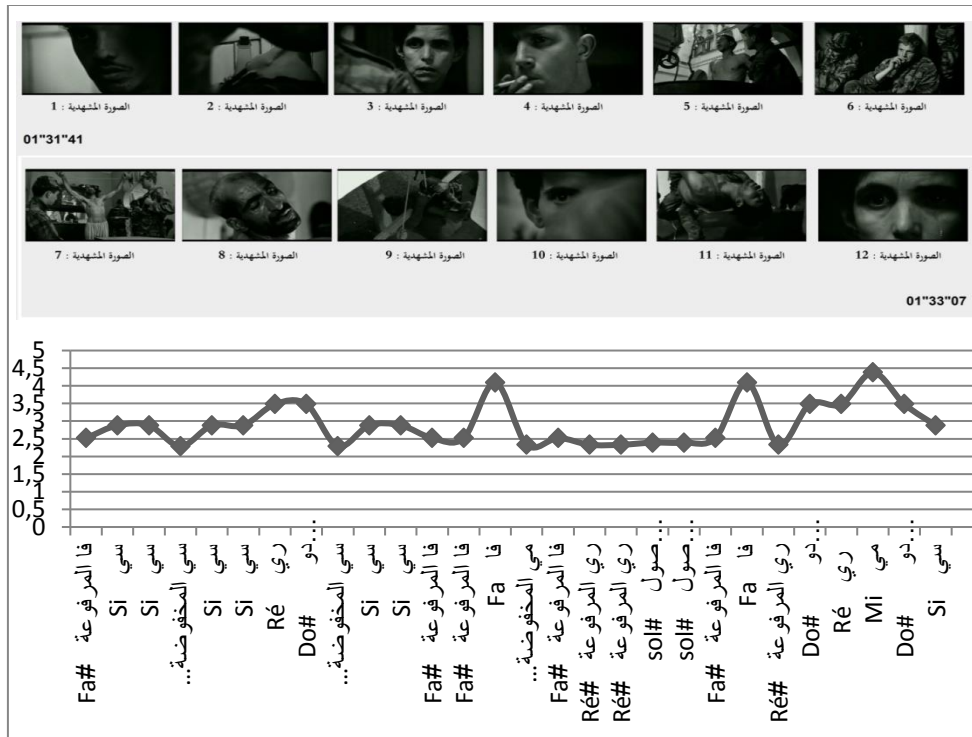 الصورة المشهدية : 1
الصورة المشهدية : 2
الصورة المشهدية : 3
الصورة المشهدية : 4
الصورة المشهدية : 5
الصورة المشهدية : 6
01"31"41
الصورة المشهدية : 7
الصورة المشهدية : 8
الصورة المشهدية : 9
الصورة المشهدية : 10
الصورة المشهدية : 11
الصورة المشهدية : 12
01"33"07
5
4,5
4
3,5
3
2,5
2
1,5
1
0,5
0
فا المرفوعة Fa#
سي Si
سي Si
سي المخفوضة...
سي Si
سي Si
ري Ré
دو... Do#
سي المخفوضة...
سي Si
سي Si
فا المرفوعة Fa#
فا المرفوعة Fa#
فا Fa
مي المخفوضة...
فا المرفوعة Fa#
ري المرفوعة Ré#
ري المرفوعة Ré#
صول... sol#
صول... sol#
فا المرفوعة Fa#
فا Fa
ري المرفوعة Ré#
دو... Do#
ري Ré
مي Mi
دو... Do#
سي Si